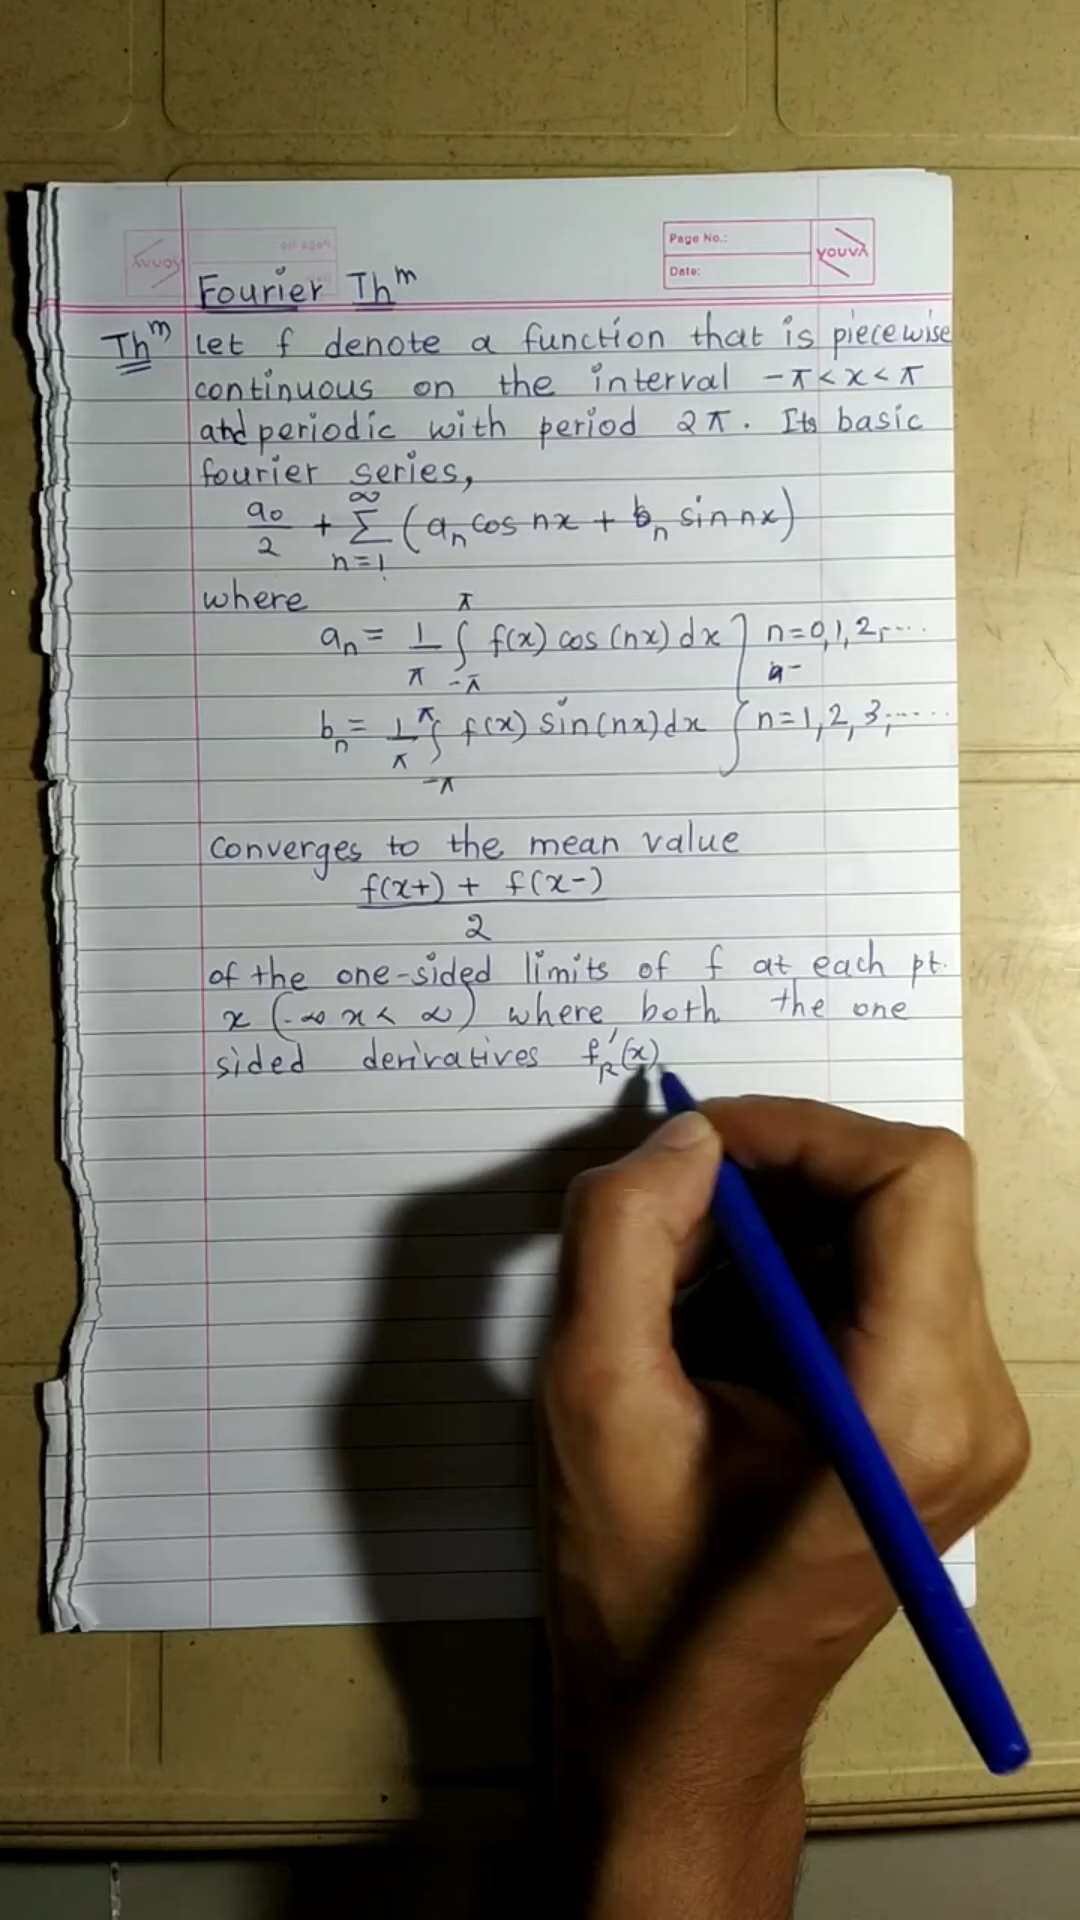 Page No.:
Date:
YOUVA
Fourier Thm
Thm Let f denote a function that is piecewise
continuous on the interval -π < x < π
and periodic with period 2π. Its basic
fourier series,
a0/2 + ∑ n=1 ∞ (an cos nx + bn sin nx)
where
an = 1/π ∫ -π π f(x) cos (nx) dx } n=0,1,2,....
bn = 1/π ∫ -π π f(x) sin(nx)dx } n=1,2,3,.....
converges to the mean value
f(x+) + f(x-)
2
of the one-sided limits of f at each pt.
x (-∞ x < ∞) where both the one
sided derivatives f'R(x)